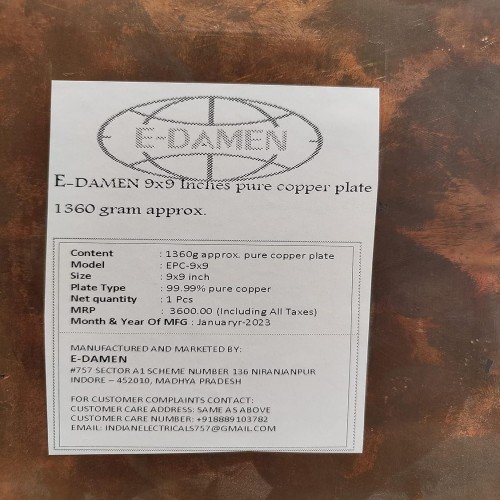 E-DAMEN
E-DAMEN 9x9 Inches pure copper plate
1360 gram approx.
Content : 1360g approx. pure copper plate
Model : EPC-9x9
Size : 9x9 inch
Plate Type : 99.99% pure copper
Net quantity : 1 Pcs
MRP : 3600.00 (Including All Taxes)
Month & Year Of MFG : Januaryr-2023
MANUFACTURED AND MARKETED BY:
E-DAMEN
#757 SECTOR A1 SCHEME NUMBER 136 NIRANJANPUR
INDORE – 452010, MADHYA PRADESH
FOR CUSTOMER COMPLAINTS CONTACT:
CUSTOMER CARE ADDRESS: SAME AS ABOVE
CUSTOMER CARE NUMBER: +918889103782
EMAIL: INDIANELECTRICALS757@GMAIL.COM